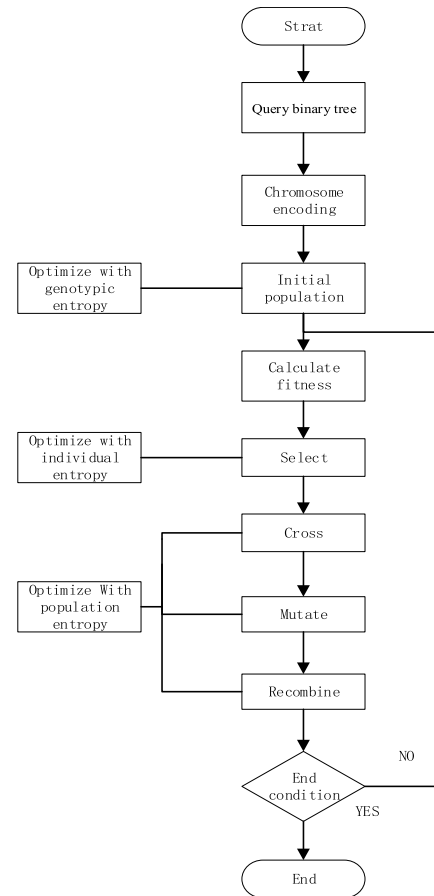 Strat
Query binary tree
Chromosome
encoding
Optimize with
genotypic
entropy
Initial
population
Calculate
fitness
Optimize with
individual
entropy
Select
Cross
Optimize With
population
entropy
Mutate
Recombine
NO
End
condition
YES
End